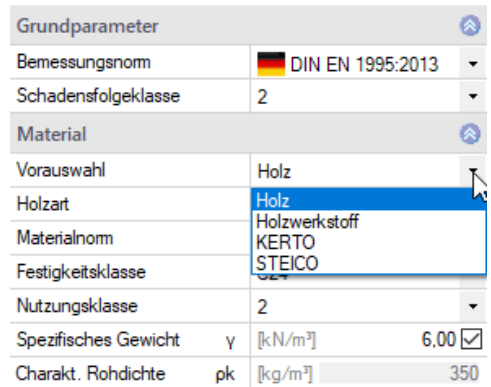 Grundparameter
Bemessungsnorm DIN EN 1995:2013
Schadensfolgeklasse 2
Material
Vorauswahl Holz
Holzart Holz
Holzwerkstoff
Materialnorm KERTO
STEICO
Festigkeitsklasse C24
Nutzungsklasse 2
Spezifisches Gewicht γ [kN/m³] 6,00
Charakt. Rohdichte ρk [kg/m³] 350